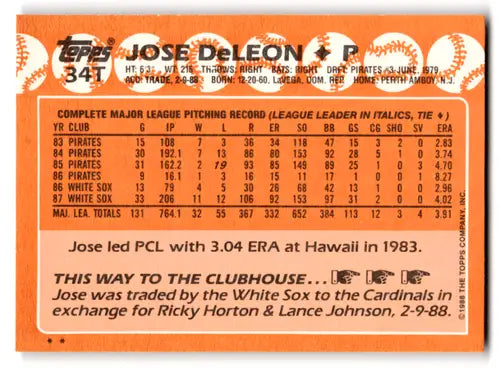 Topps JOSE DeLEON ♦ P
34T HT: 6'3" WT: 215 THROWS: RIGHT BATS: RIGHT DRAFT: PIRATES #3-JUNE, 1979
ACQ: TRADE, 2-9-88 BORN: 12-20-60, LaVEGA, DOM. REP. HOME: PERTH AMBOY, N.J.
COMPLETE MAJOR LEAGUE PITCHING RECORD (LEAGUE LEADER IN ITALICS, TIE ♦)
YR CLUB G IP W L R ER SO BB GS CG SHO SV ERA
83 PIRATES 15 108 7 3 36 34 118 47 15 3 2 0 2.83
84 PIRATES 30 192.1 7 13 86 80 153 92 28 5 1 0 3.74
85 PIRATES 31 162.2 2 19 93 85 149 89 25 1 0 3 4.70
86 PIRATES 9 16.1 1 3 16 15 11 17 1 0 0 1 8.27
86 WHITE SOX 13 79 4 5 30 26 68 42 13 1 0 0 2.96
87 WHITE SOX 33 206 11 12 106 92 153 97 31 2 0 0 4.02
MAJ. LEA. TOTALS 131 764.1 32 55 367 332 652 384 113 12 3 4 3.91
Jose led PCL with 3.04 ERA at Hawaii in 1983.
THIS WAY TO THE CLUBHOUSE...
Jose was traded by the White Sox to the Cardinals in
exchange for Ricky Horton & Lance Johnson, 2-9-88.
* *
©1988 THE TOPPS COMPANY, INC.